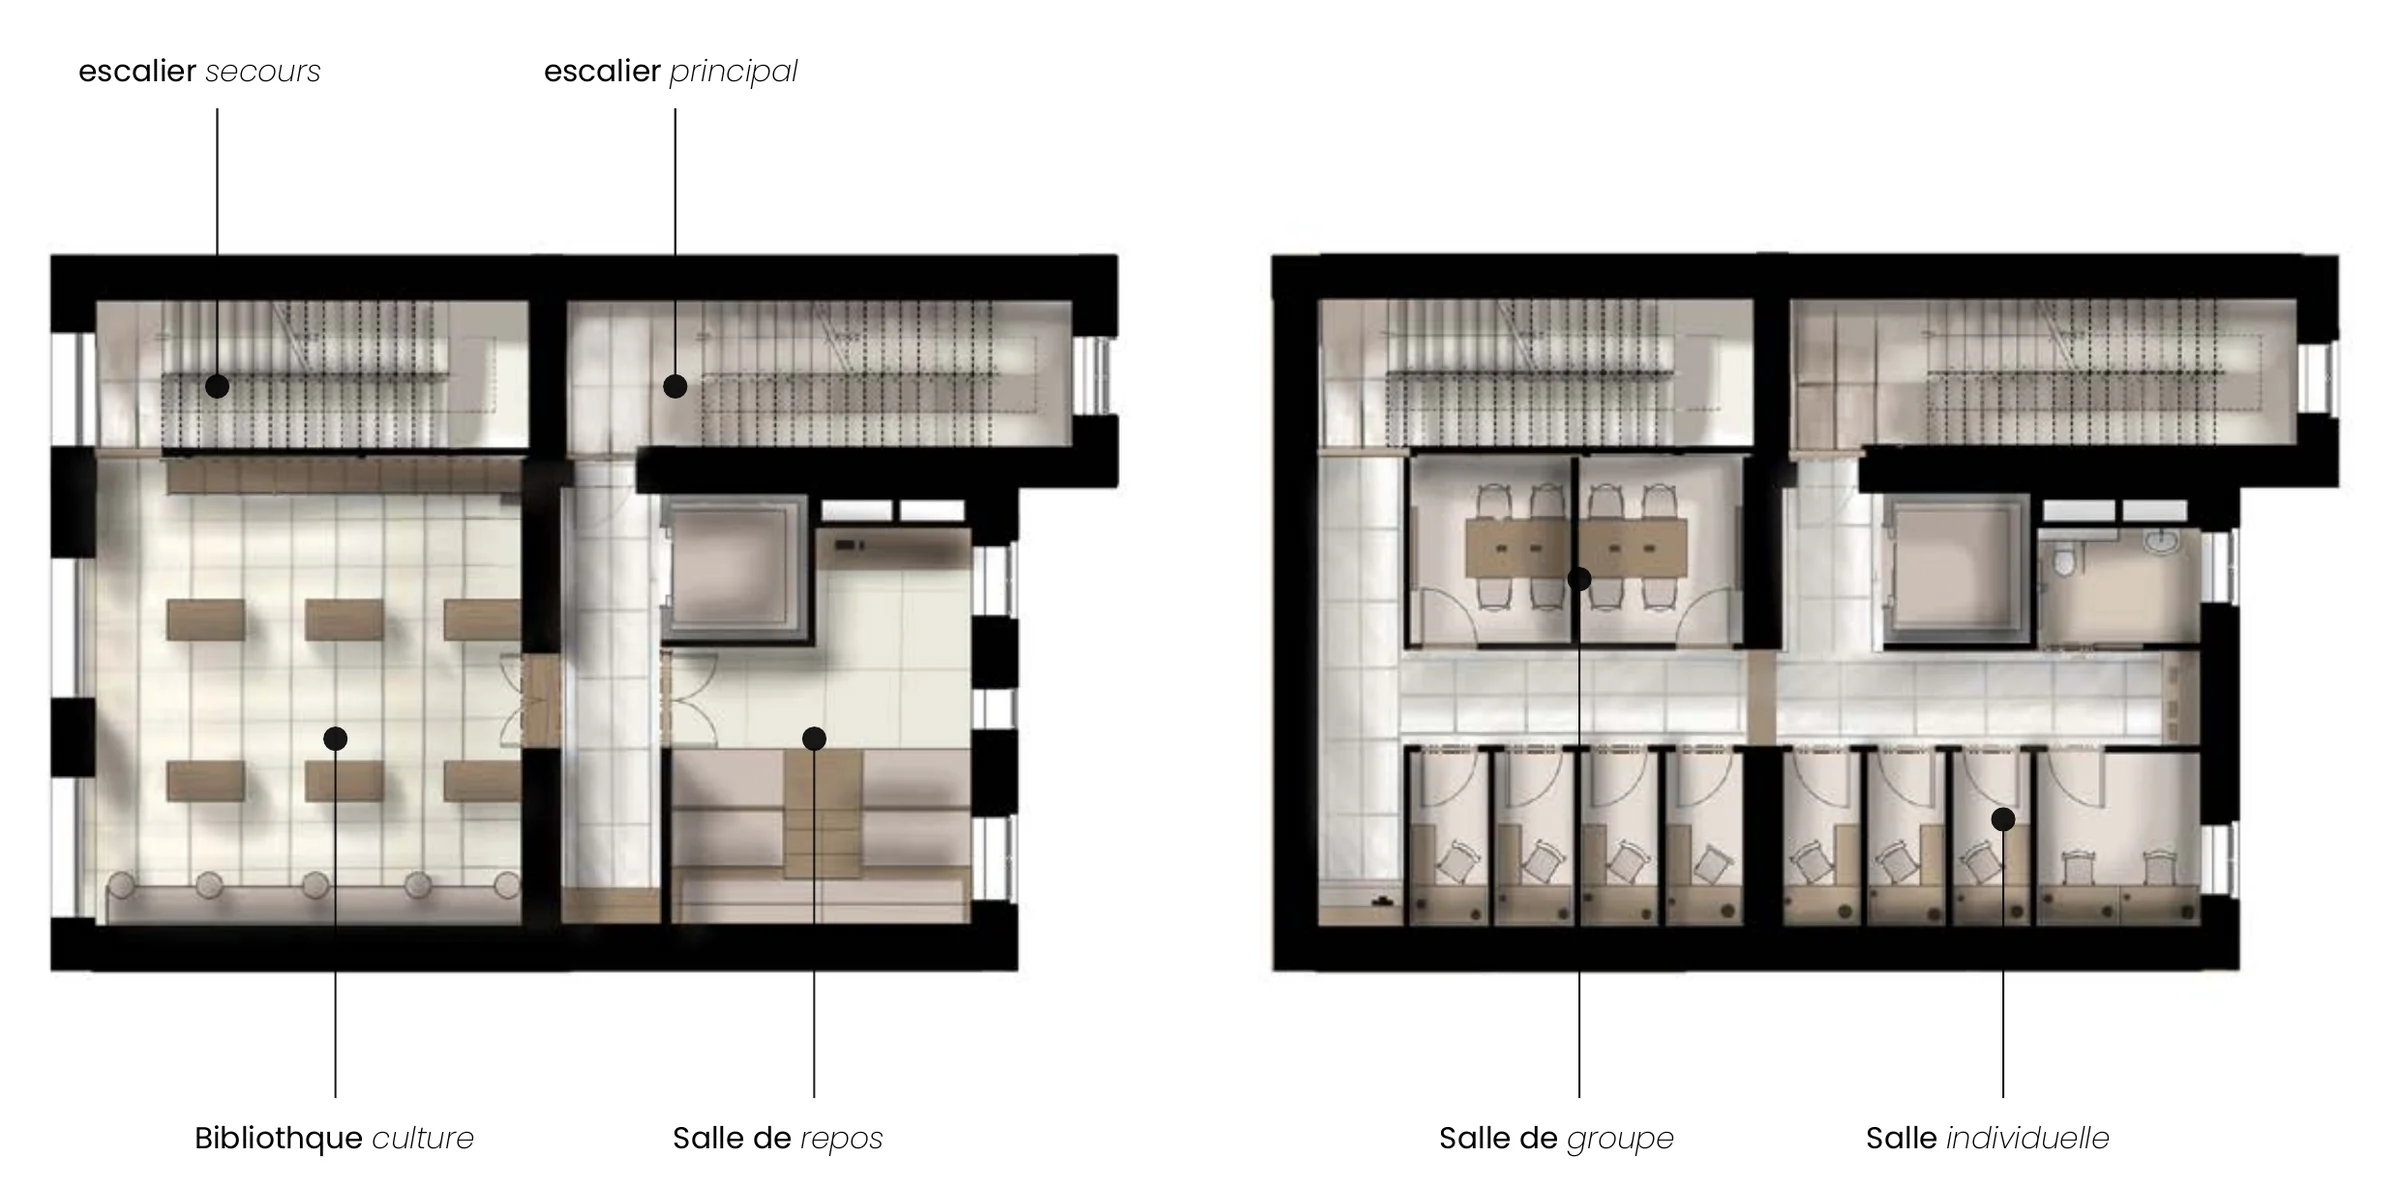 escalier secours
escalier principal
Bibliothque culture
Salle de repos
Salle de groupe
Salle individuelle